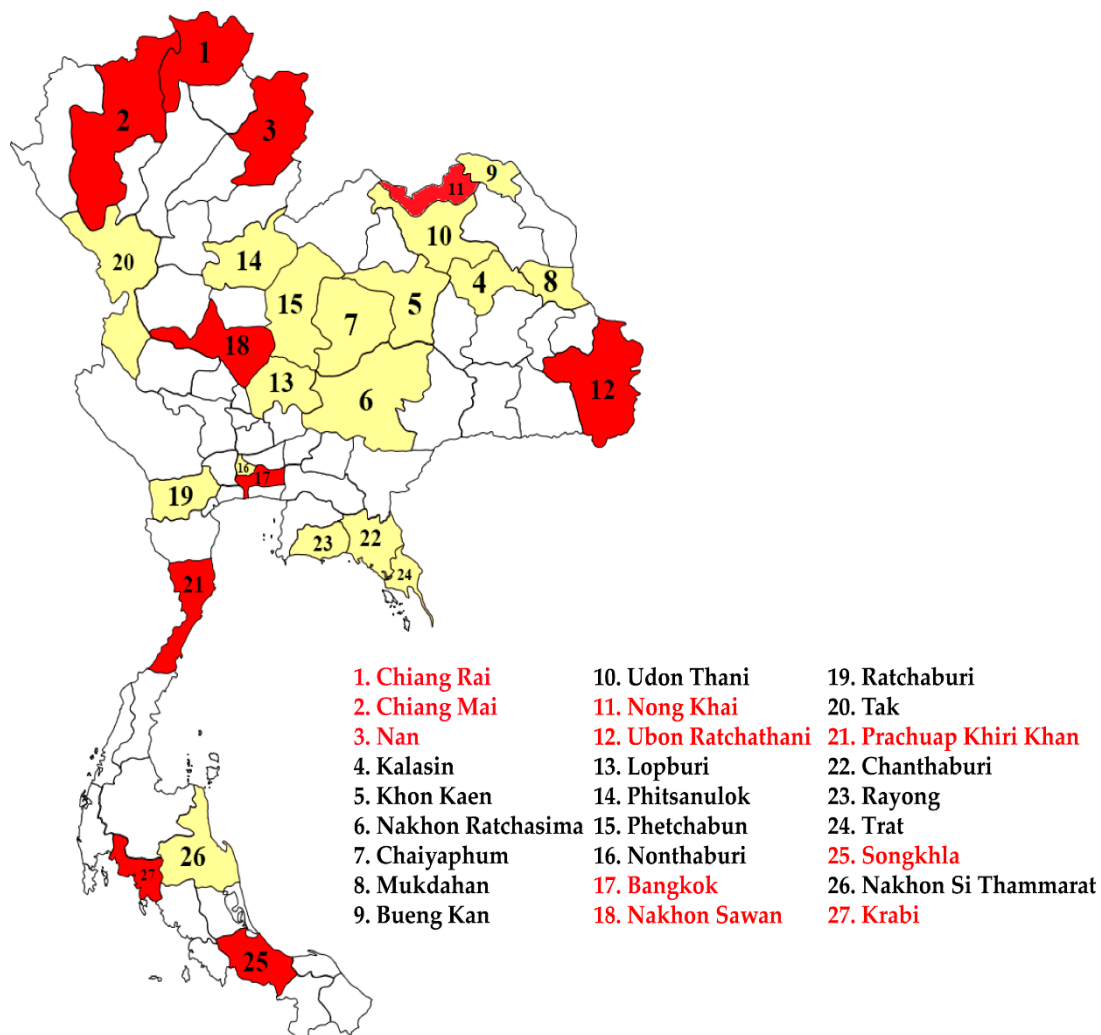 1
2
3
11
9
10
20
14
4
8
15
5
7
18
12
13
6
16
17
19
23
22
24
21
26
27
25
1. Chiang Rai
2. Chiang Mai
3. Nan
4. Kalasin
5. Khon Kaen
6. Nakhon Ratchasima
7. Chaiyaphum
8. Mukdahan
9. Bueng Kan
10. Udon Thani
11. Nong Khai
12. Ubon Ratchathani
13. Lopburi
14. Phitsanulok
15. Phetchabun
16. Nonthaburi
17. Bangkok
18. Nakhon Sawan
19. Ratchaburi
20. Tak
21. Prachuap Khiri Khan
22. Chanthaburi
23. Rayong
24. Trat
25. Songkhla
26. Nakhon Si Thammarat
27. Krabi